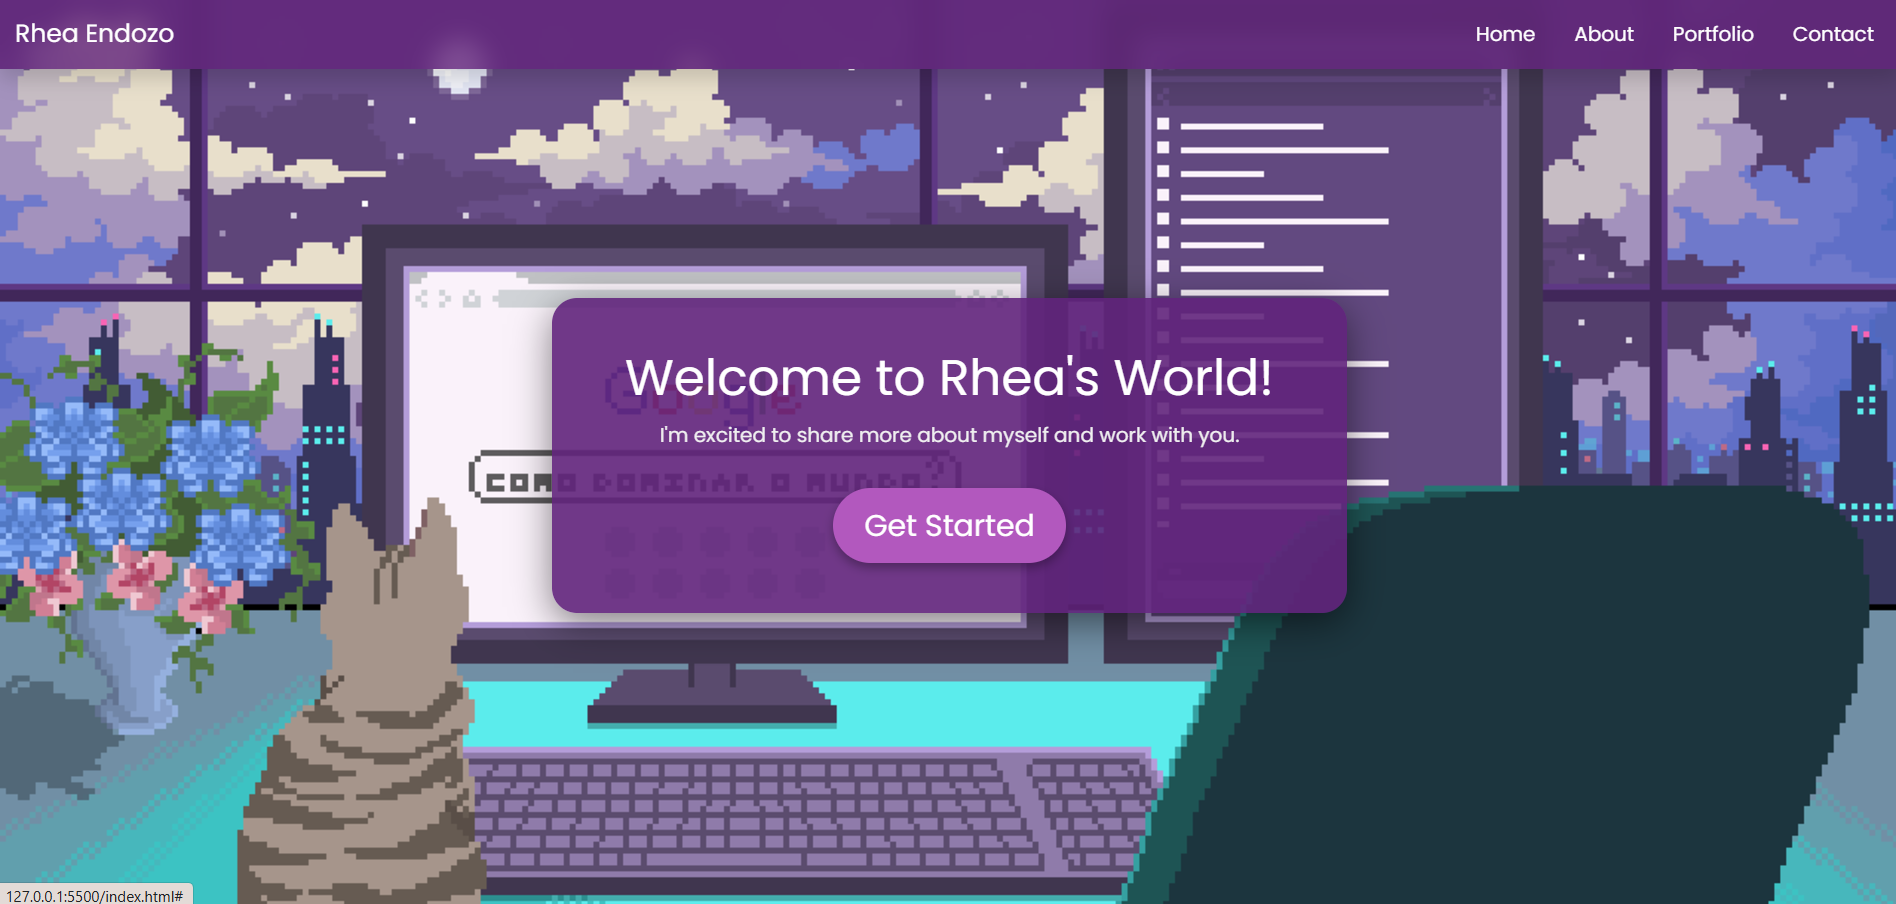 Rhea Endozo
Home About Portfolio Contact
Google
Welcome to Rhea's World!
I'm excited to share more about myself and work with you.
COMO DOMINAR O MUNDO?
Get Started
127.0.0.1:5500/index.html#